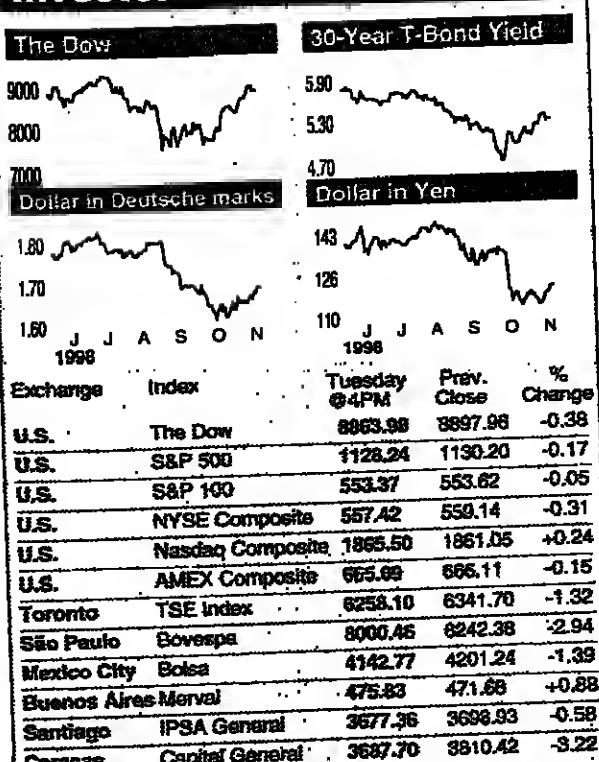 The Dow
30-Year T-Bond Yield
9000
8000
7000
5.90
5.30
4.70
Dollar in Deutsche marks
Dollar in Yen
1.80
1.70
1.60
J J A S O N
1998
143
126
110
J J A S O N
1998
Exchange Index Tuesday @4PM Prev. Close % Change
U.S. The Dow 8863.98 8897.96 -0.38
U.S. S&P 500 1128.24 1130.20 -0.17
U.S. S&P 100 553.37 553.62 -0.05
U.S. NYSE Composite 557.42 559.14 -0.31
U.S. Nasdaq Composite 1865.50 1861.05 +0.24
U.S. AMEX Composite 665.09 666.11 -0.15
Toronto TSE Index 6258.10 6341.70 -1.32
São Paulo Bovespa 8000.46 8242.38 -2.94
Mexico City Bolsa 4142.77 4201.24 -1.39
Buenos Aires Merval 475.83 471.68 +0.88
Santiago IPSA General 3677.36 3698.93 -0.58
Capital General 3687.70 3810.42 -3.22